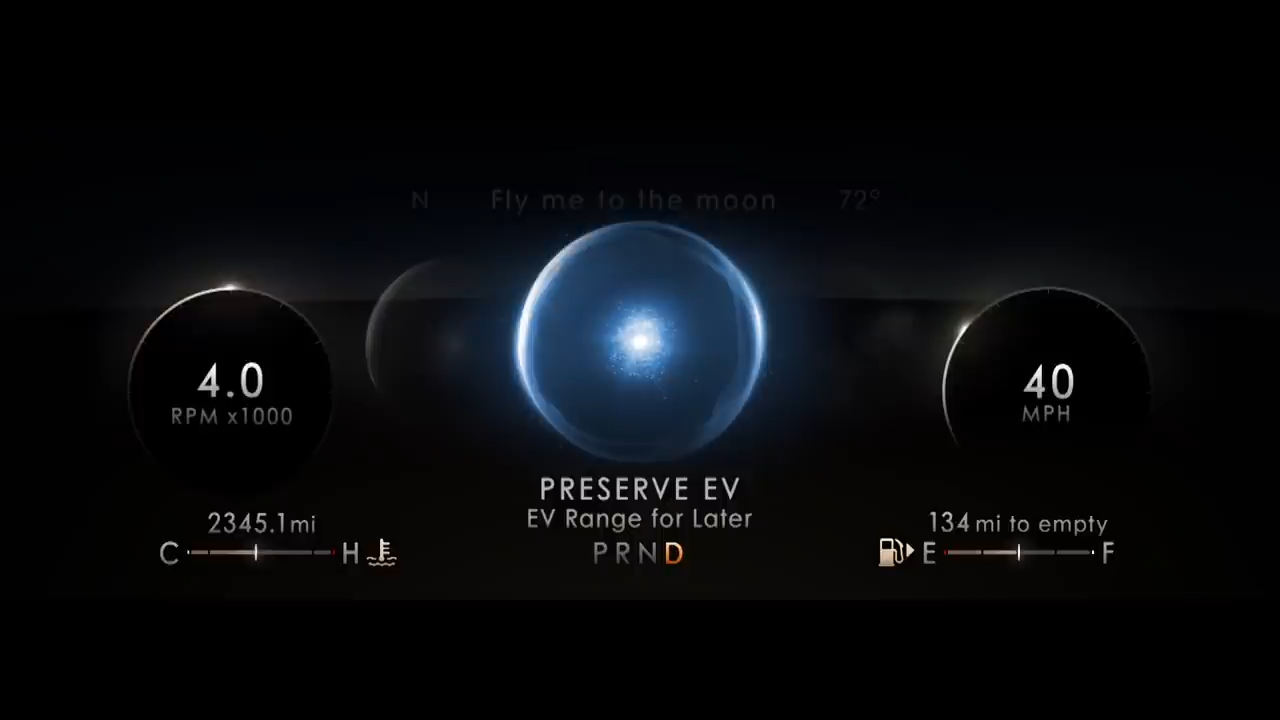 N Fly me to the moon 72°
4.0
RPM x1000
40
MPH
PRESERVE EV
EV Range for Later
PRND
2345.1mi
C H
134 mi to empty
E F